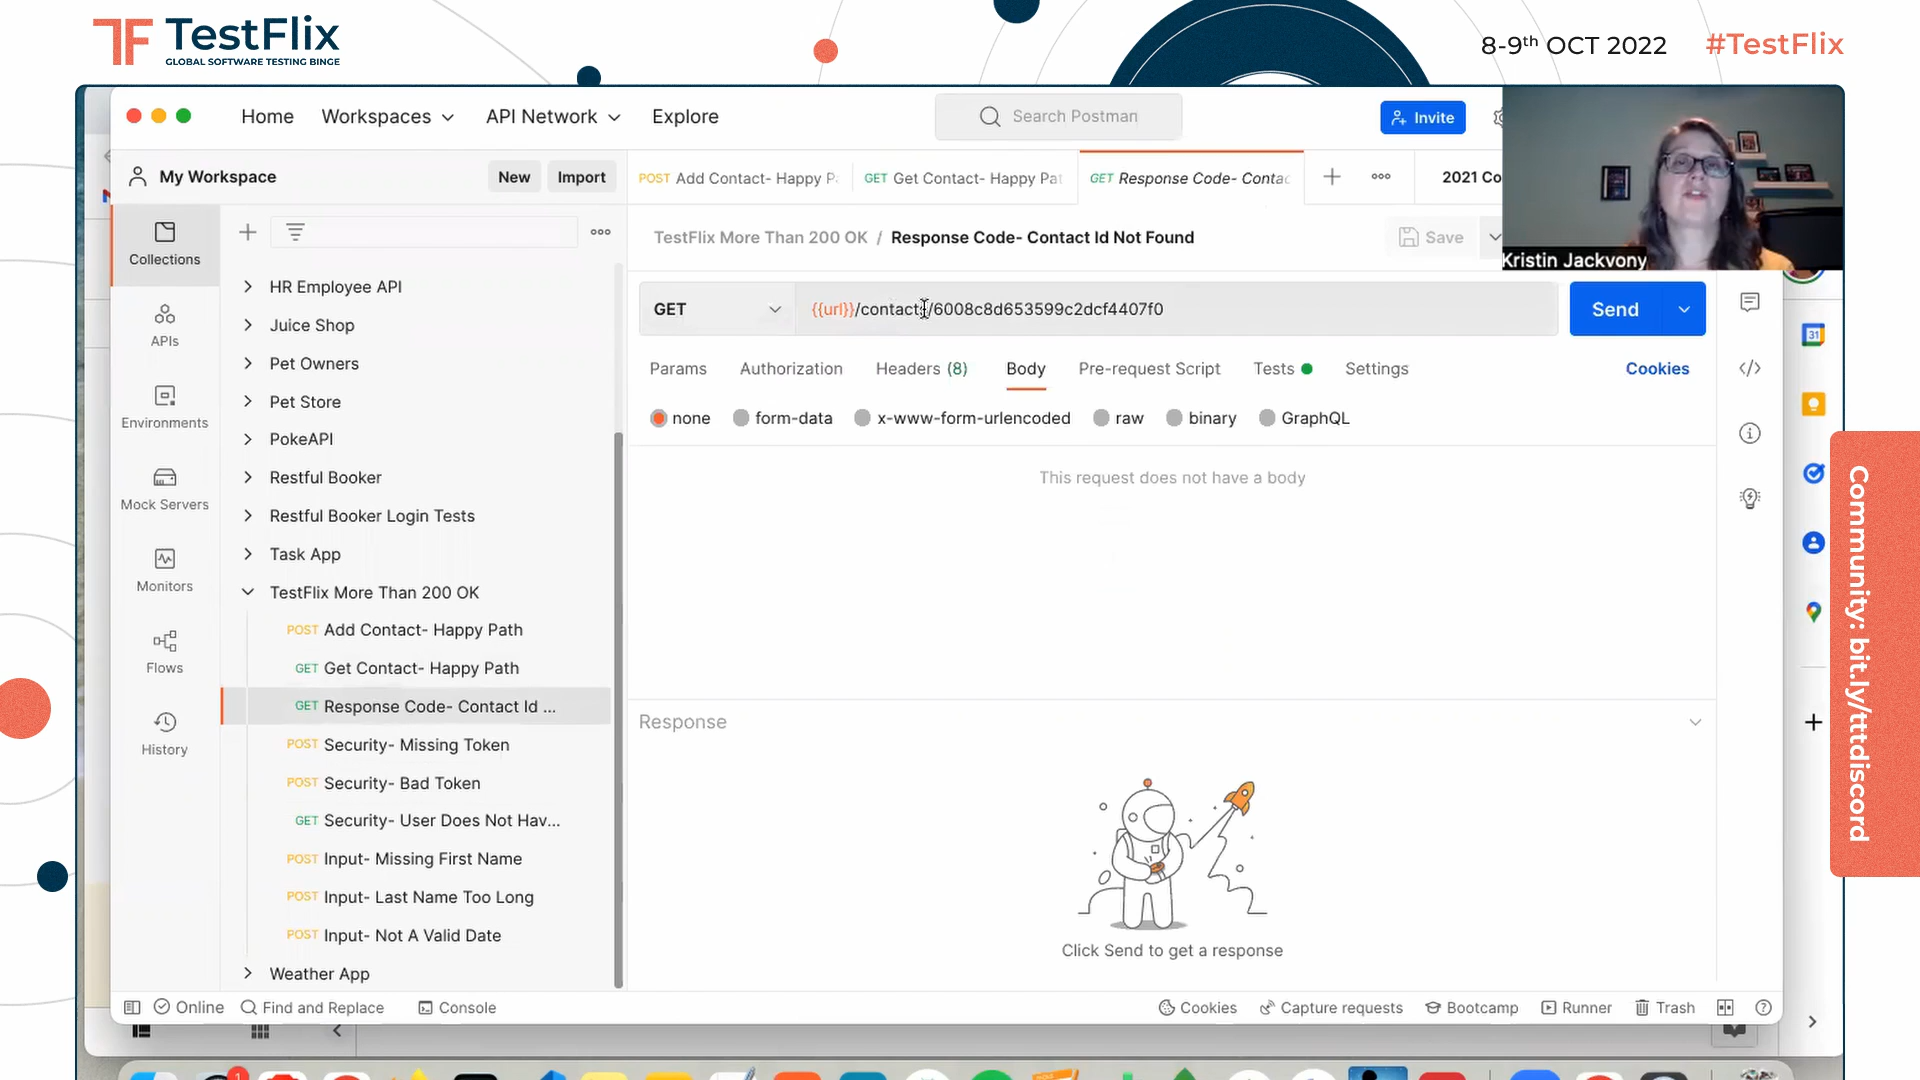 TestFlix
GLOBAL SOFTWARE TESTING BINGE
8-9th OCT 2022
#TestFlix
Home
Workspaces
API Network
Explore
Search Postman
Invite
My Workspace
New
Import
POST Add Contact- Happy P
GET Get Contact- Happy Pa
GET Response Code- Contac
2021 Co
Kristin Jackvony
TestFlix More Than 200 OK / Response Code- Contact Id Not Found
Save
GET
{{url}}/contacts/6008c8d653599c2dcf4407f0
Send
Params
Authorization
Headers (8)
Body
Pre-request Script
Tests
Settings
Cookies
none
form-data
x-www-form-urlencoded
raw
binary
GraphQL
This request does not have a body
Response
Click Send to get a response
Collections
APIs
Environments
Mock Servers
Monitors
Flows
History
HR Employee API
Juice Shop
Pet Owners
Pet Store
PokeAPI
Restful Booker
Restful Booker Login Tests
Task App
TestFlix More Than 200 OK
POST Add Contact- Happy Path
GET Get Contact- Happy Path
GET Response Code- Contact Id ...
POST Security- Missing Token
POST Security- Bad Token
GET Security- User Does Not Hav...
POST Input- Missing First Name
POST Input- Last Name Too Long
POST Input- Not A Valid Date
Weather App
Online
Find and Replace
Console
Cookies
Capture requests
Bootcamp
Runner
Trash
31
1
Community: bit.ly/tttdiscord